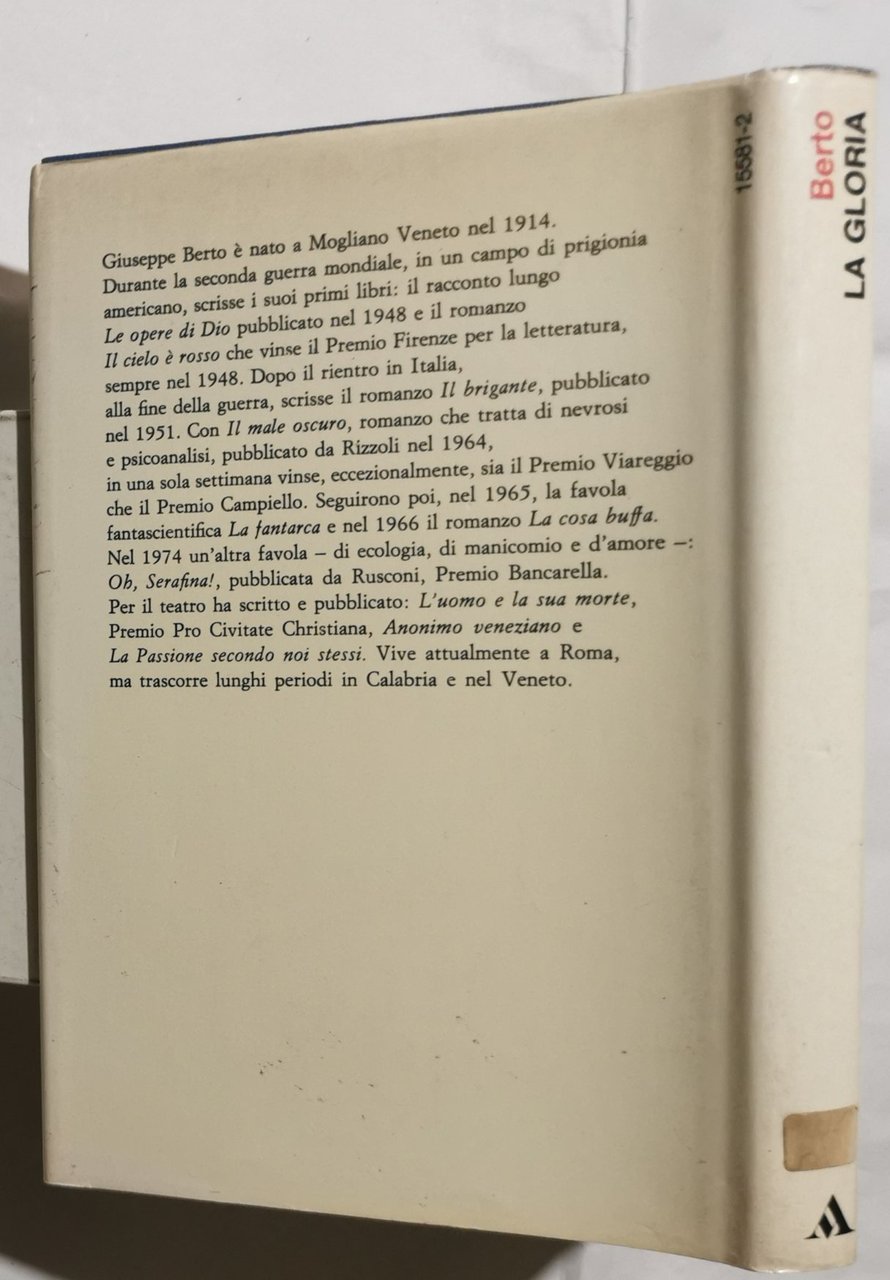 Giuseppe Berto è nato a Mogliano Veneto nel 1914.
Durante la seconda guerra mondiale, in un campo di prigionia
americano, scrisse i suoi primi libri: il racconto lungo
Le opere di Dio pubblicato nel 1948 e il romanzo
Il cielo è rosso che vinse il Premio Firenze per la letteratura,
sempre nel 1948. Dopo il rientro in Italia,
alla fine della guerra, scrisse il romanzo Il brigante, pubblicato
nel 1951. Con Il male oscuro, romanzo che tratta di nevrosi
e psicoanalisi, pubblicato da Rizzoli nel 1964,
in una sola settimana vinse, eccezionalmente, sia il Premio Viareggio
che il Premio Campiello. Seguirono poi, nel 1965, la favola
fantascientifica La fantarca e nel 1966 il romanzo La cosa buffa.
Nel 1974 un'altra favola – di ecologia, di manicomio e d'amore –:
Oh, Serafina!, pubblicata da Rusconi, Premio Bancarella.
Per il teatro ha scritto e pubblicato: L'uomo e la sua morte,
Premio Pro Civitate Christiana, Anonimo veneziano e
La Passione secondo noi stessi. Vive attualmente a Roma,
ma trascorre lunghi periodi in Calabria e nel Veneto.
15581-2
Berto
LA GLORIA